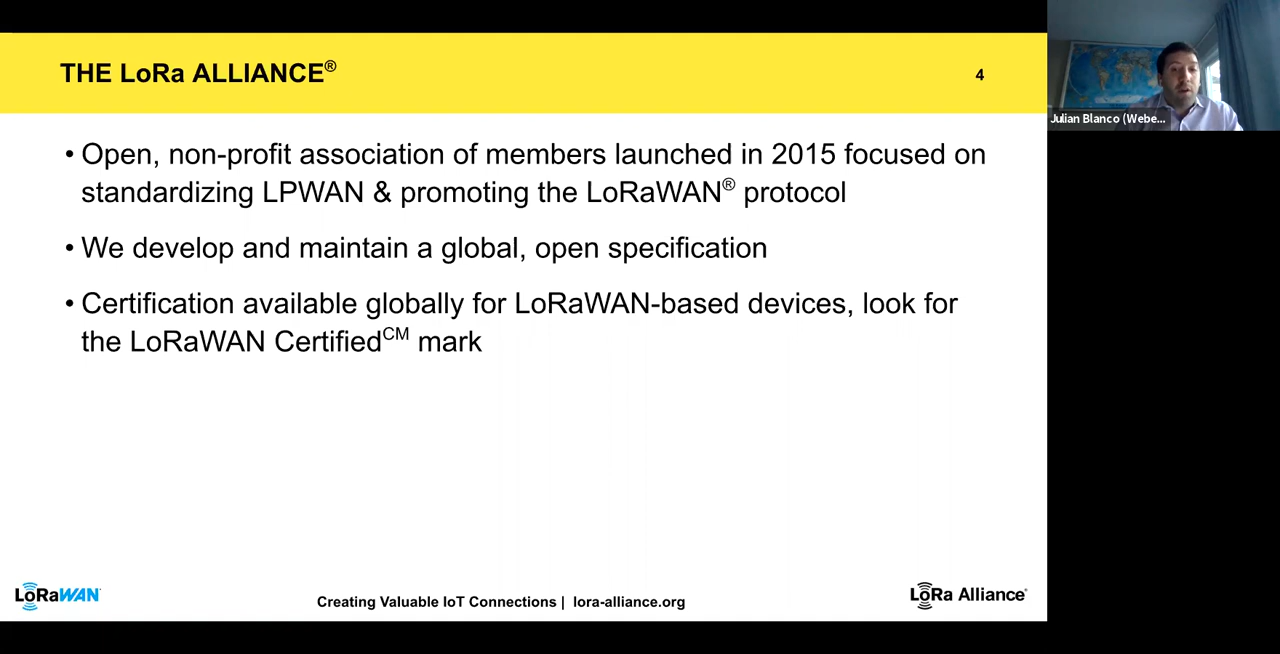 THE LoRa ALLIANCE®
4
Julian Blanco (Webe...
• Open, non-profit association of members launched in 2015 focused on
standardizing LPWAN & promoting the LoRaWAN® protocol
• We develop and maintain a global, open specification
• Certification available globally for LoRaWAN-based devices, look for
the LoRaWAN Certified^CM mark
LoRaWAN
Creating Valuable IoT Connections | lora-alliance.org
LoRa Alliance®